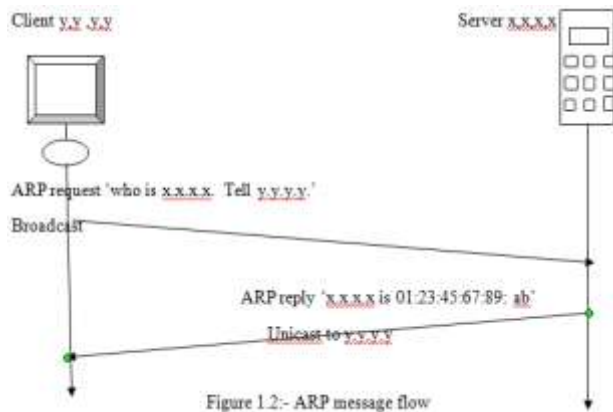 Client y.y .y.y
Server x.x.x.x
ARP request ‘who is x.x.x.x. Tell y.y.y.y.’
Broadcast
ARP reply ‘x.x.x.x is 01:23:45:67:89: ab’
Unicast to y.y.y.y
Figure 1.2:- ARP message flow